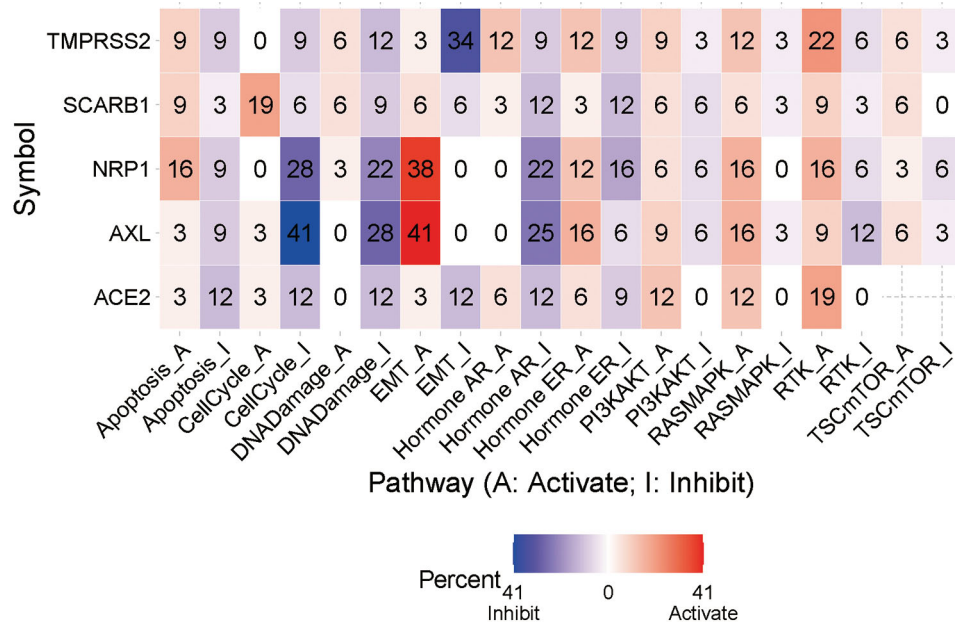 Symbol
TMPRSS2 9 9 0 9 6 12 3 34 12 9 12 9 9 3 12 3 22 6 6 3
SCARB1 9 3 19 6 6 9 6 6 3 12 3 12 6 6 6 3 9 3 6 0
NRP1 16 9 0 28 3 22 38 0 0 22 12 16 6 6 16 0 16 6 3 6
AXL 3 9 3 41 0 28 41 0 0 25 16 6 9 6 16 3 9 12 6 3
ACE2 3 12 3 12 0 12 3 12 6 12 6 9 12 0 12 0 19 0
Apoptosis_A
Apoptosis_I
CellCycle_A
CellCycle_I
DNADamage_A
DNADamage_I
EMT_A
EMT_I
Hormone AR_A
Hormone AR_I
Hormone ER_A
Hormone ER_I
PI3KAKT_A
PI3KAKT_I
RASMAPK_A
RASMAPK_I
RTK_A
RTK_I
TSCmTOR_A
TSCmTOR_I
Pathway (A: Activate; I: Inhibit)
Percent
41 0 41
Inhibit Activate